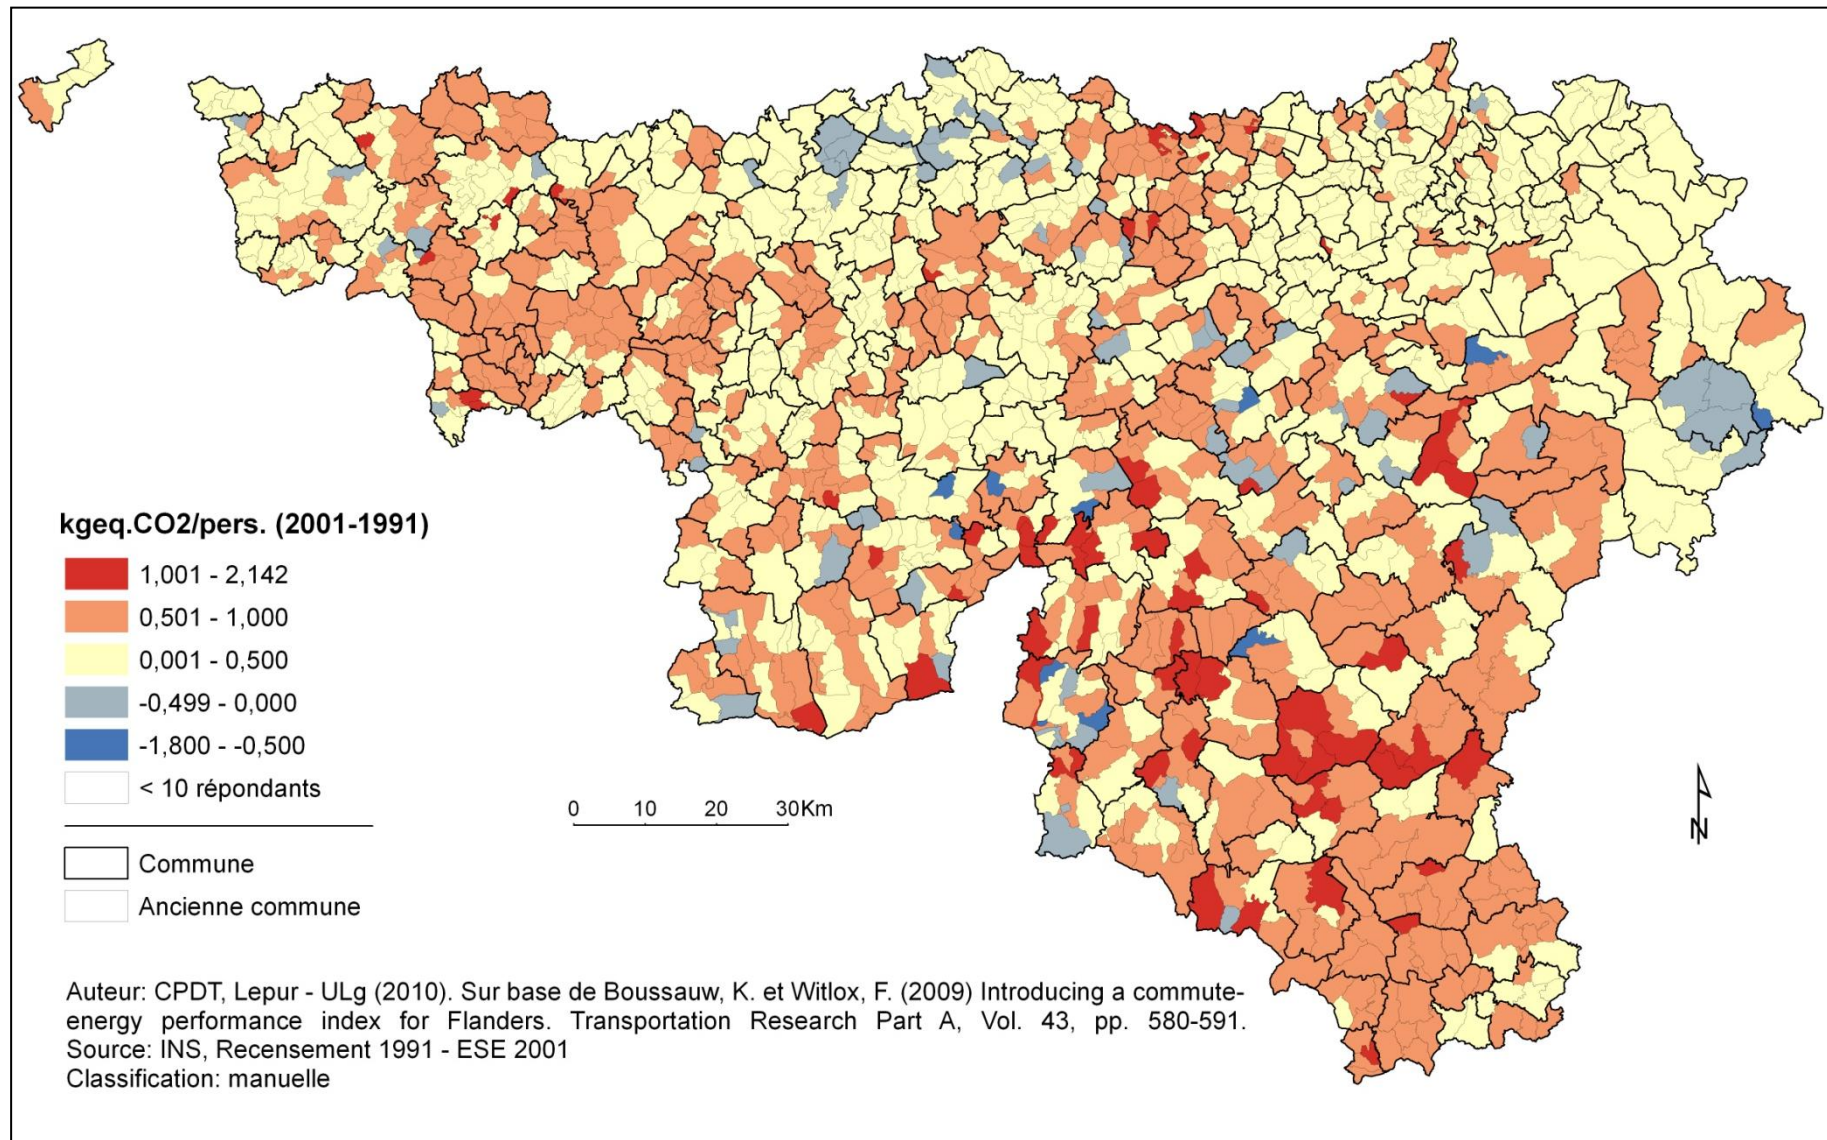 kgeq.CO2/pers. (2001-1991)
1,001 - 2,142
0,501 - 1,000
0,001 - 0,500
-0,499 - 0,000
-1,800 - -0,500
< 10 répondants
Commune
Ancienne commune
0 10 20 30Km
N
Auteur: CPDT, Lepur - ULg (2010). Sur base de Boussauw, K. et Witlox, F. (2009) Introducing a commute-
energy performance index for Flanders. Transportation Research Part A, Vol. 43, pp. 580-591.
Source: INS, Recensement 1991 - ESE 2001
Classification: manuelle